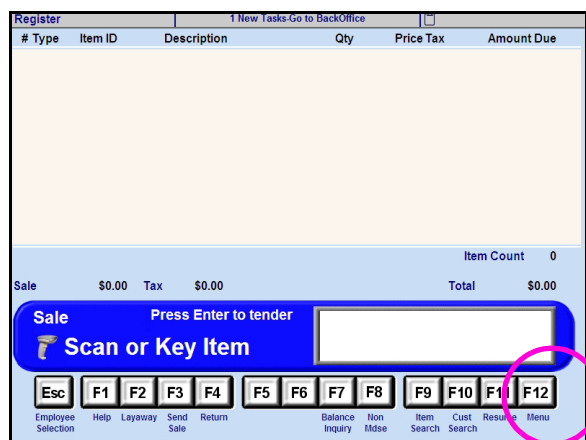 Register 1 New Tasks-Go to BackOffice
# Type Item ID Description Qty Price Tax Amount Due
Item Count 0
Sale $0.00 Tax $0.00 Total $0.00
Sale Press Enter to tender
Scan or Key Item
Esc F1 F2 F3 F4 F5 F6 F7 F8 F9 F10 F11 F12
Employee Help Layaway Send Return Balance Non Item Cust Resume Menu
Selection Sale Inquiry Mdse Search Search